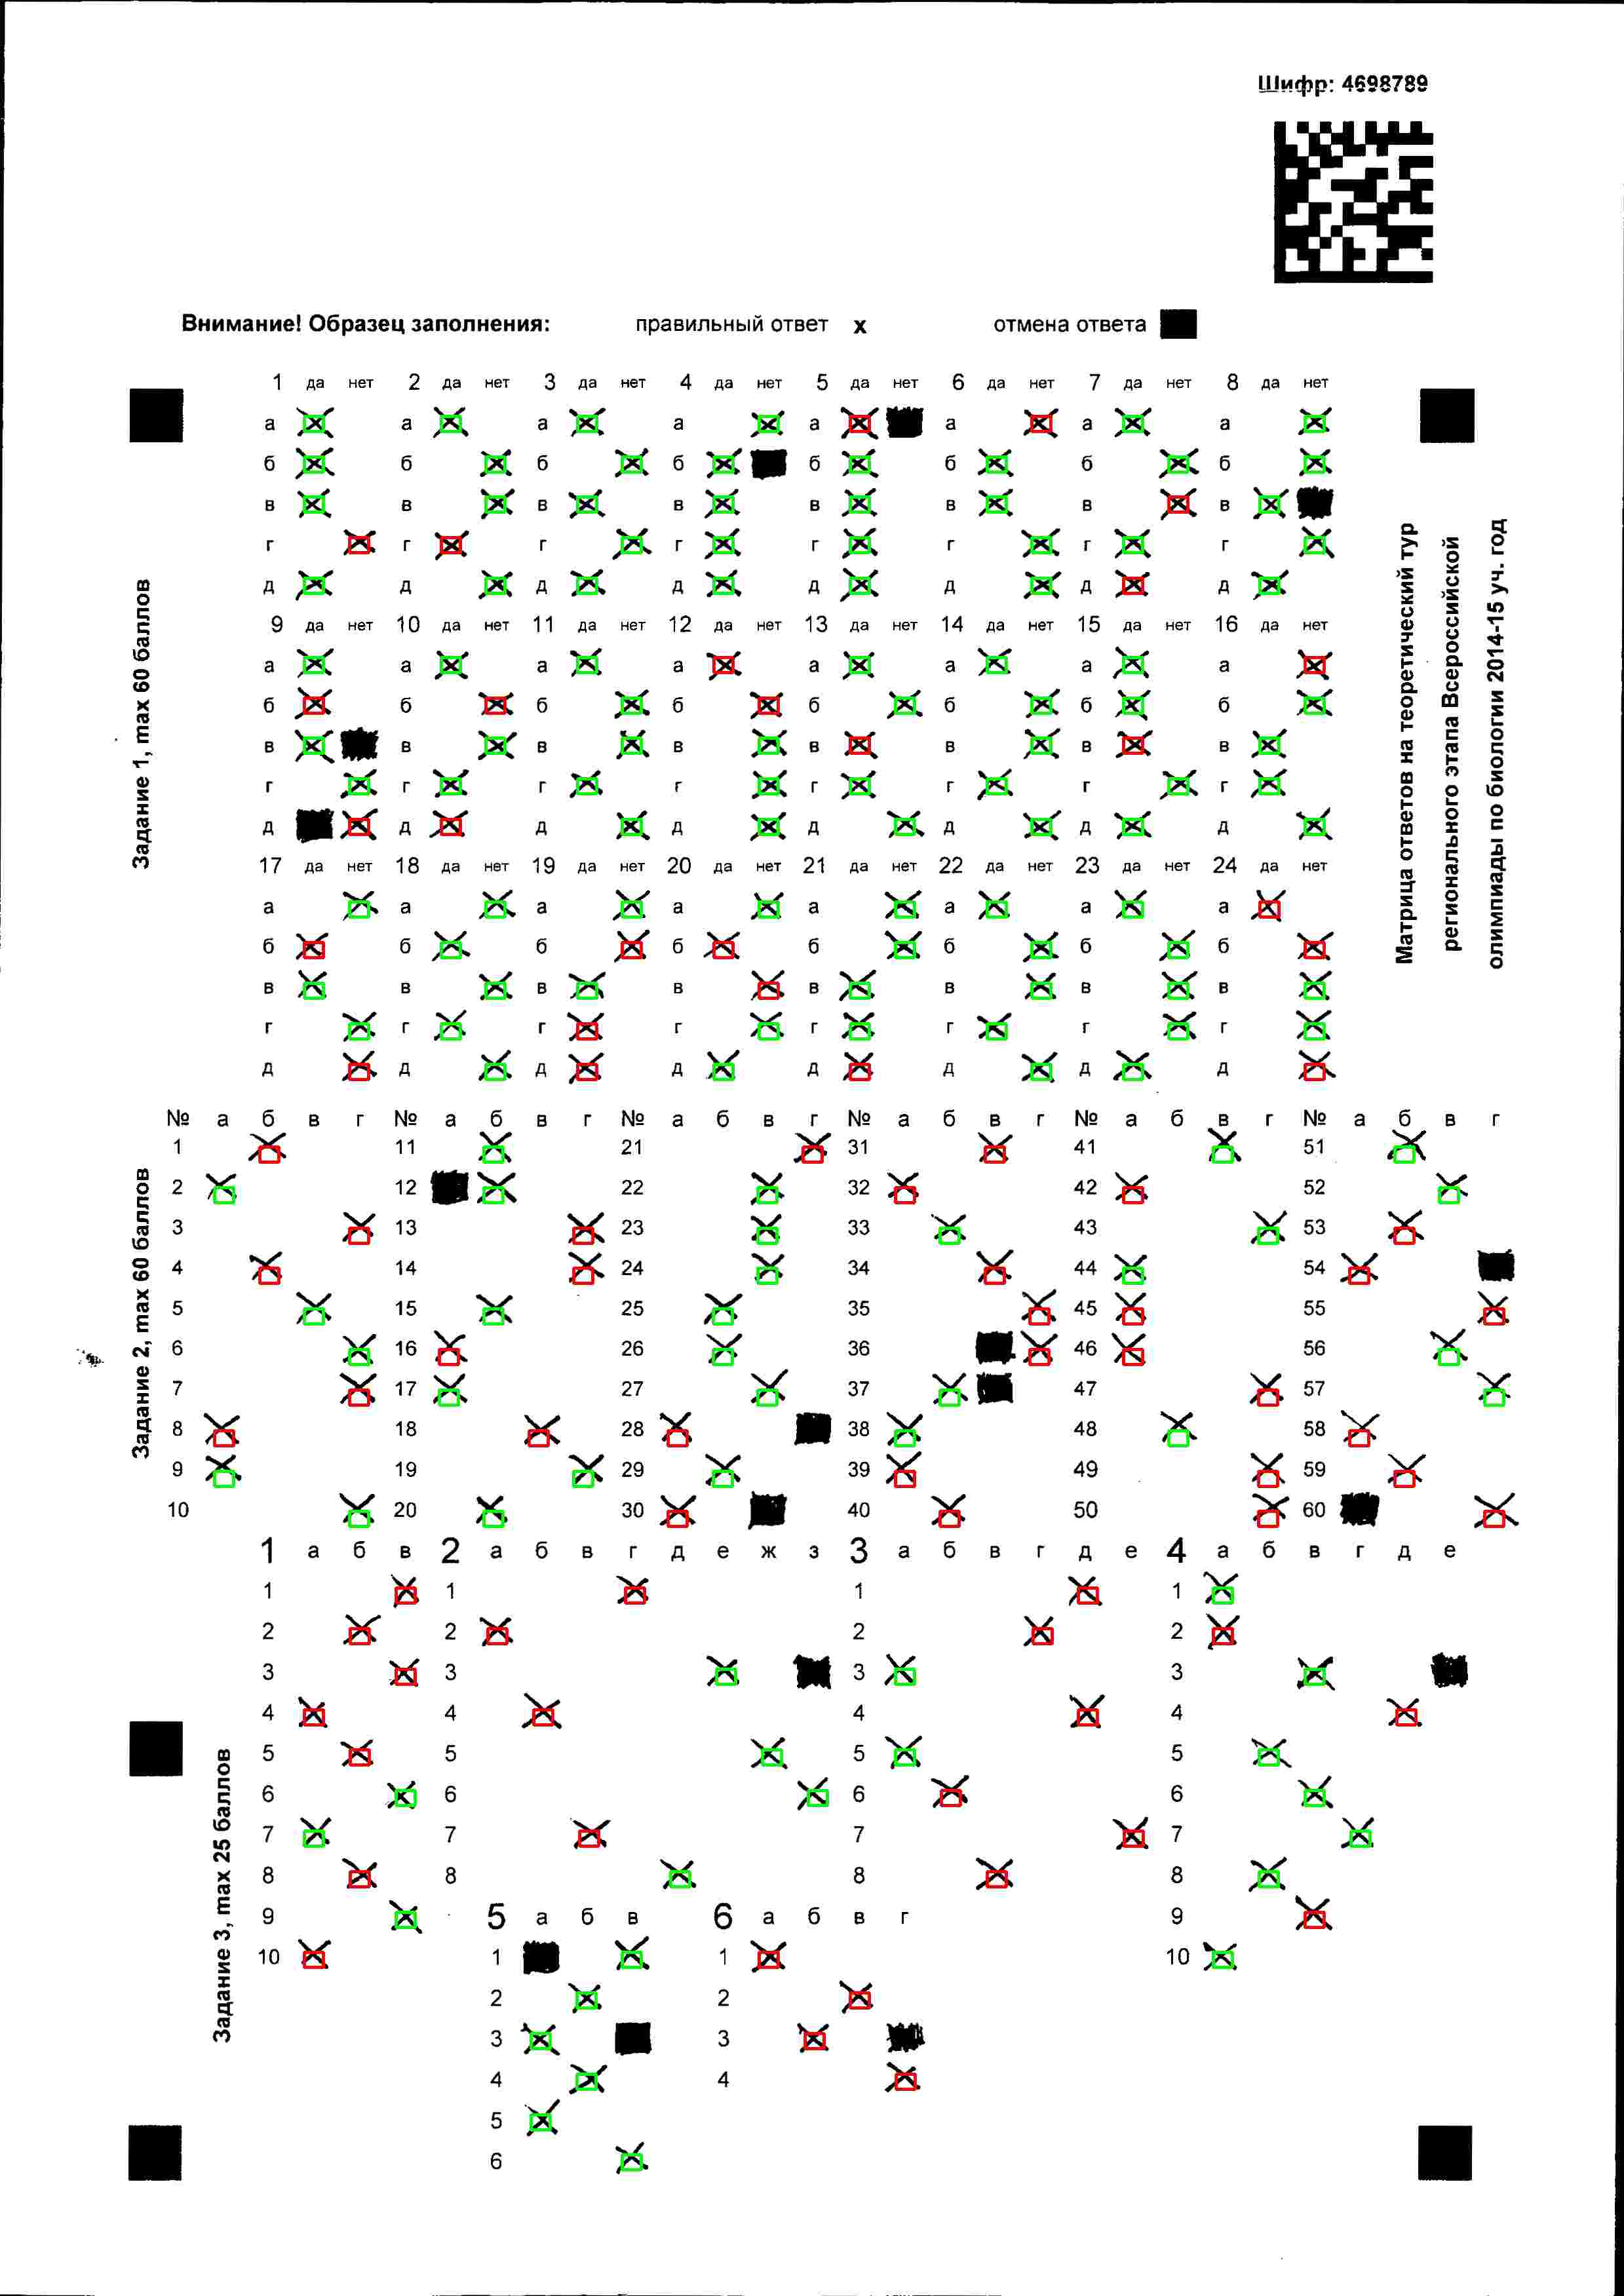 Шифр: 4698789
Внимание! Образец заполнения: правильный ответ х отмена ответа
1 да нет 2 да нет 3 да нет 4 да нет 5 да нет 6 да нет 7 да нет 8 да нет
а а а а а а а а
б б б б б б б б
в в в в в в в в
г г г г г г г г
д д д д д д д д
9 да нет 10 да нет 11 да нет 12 да нет 13 да нет 14 да нет 15 да нет 16 да нет
а а а а а а а а
б б б б б б б б
в в в в в в в в
г г г г г г г г
д д д д д д д д
17 да нет 18 да нет 19 да нет 20 да нет 21 да нет 22 да нет 23 да нет 24 да нет
а а а а а а а а
б б б б б б б б
в в в в в в в в
г г г г г г г г
д д д д д д д д
Задание 1, max 60 баллов
Матрица ответов на теоретический тур
регионального этапа Всероссийской
олимпиады по биологии 2014-15 уч. год
№ а б в г № а б в г № а б в г № а б в г № а б в г № а б в г
1 11 21 31 41 51
2 12 22 32 42 52
3 13 23 33 43 53
4 14 24 34 44 54
5 15 25 35 45 55
6 16 26 36 46 56
7 17 27 37 47 57
8 18 28 38 48 58
9 19 29 39 49 59
10 20 30 40 50 60
Задание 2, max 60 баллов
1 а б в 2 а б в г д е ж з 3 а б в г д е 4 а б в г д е
1 1 1 1
2 2 2 2
3 3 3 3
4 4 4 4
5 5 5 5
6 6 6 6
7 7 7 7
8 8 8 8
9 5 а б в 6 а б в г 9
10 1 1 10
2 2
3 3
4 4
5
6
Задание 3, max 25 баллов